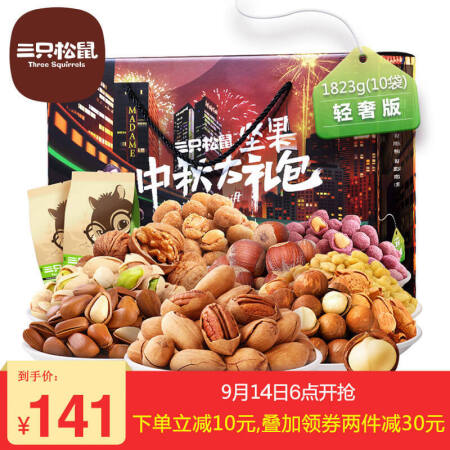 三只松鼠
Three Squirrels
1823g(10袋)
轻奢版
MADAME
三只松鼠坚果
中秋大礼包
到手价:
¥141
9月14日6点开抢
下单立减10元,叠加领券两件减30元